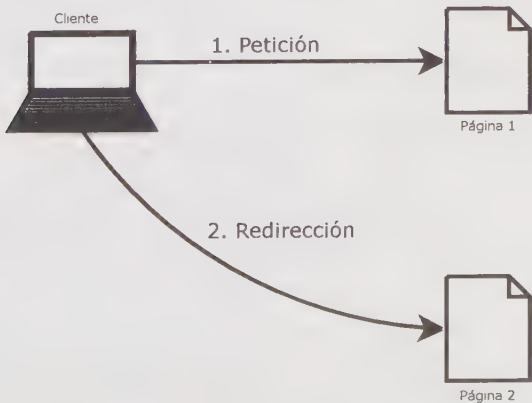 Cliente
1. Petición
Página 1
2. Redirección
Página 2